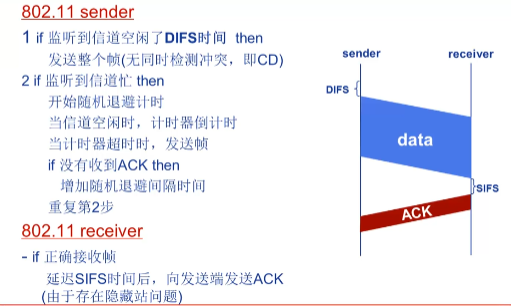 802.11 sender
1 if 监听到信道空闲了DIFS时间 then
发送整个帧(无同时检测冲突，即CD)
2 if 监听到信道忙 then
开始随机退避计时
当信道空闲时，计时器倒计时
当计时器超时时，发送帧
if 没有收到ACK then
增加随机退避间隔时间
重复第2步
802.11 receiver
- if 正确接收帧
延迟SIFS时间后，向发送端发送ACK
(由于存在隐藏站问题)
sender
receiver
DIFS
data
SIFS
ACK